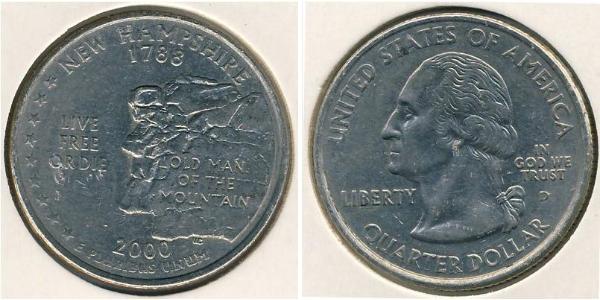 NEW HAMPSHIRE
1788
LIVE
FREE
OR DIE
OLD MAN
OF THE
MOUNTAIN
2000
E PLURIBUS UNUM
UNITED STATES OF AMERICA
IN
GOD WE
TRUST
LIBERTY
D
QUARTER DOLLAR